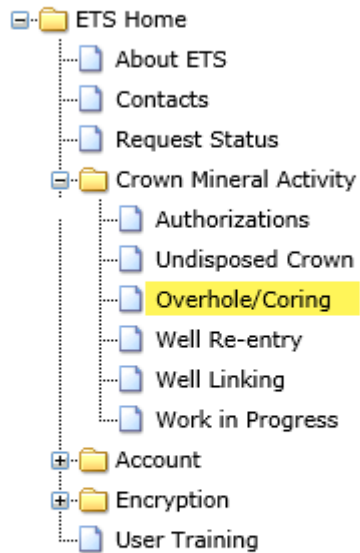 ETS Home
About ETS
Contacts
Request Status
Crown Mineral Activity
Authorizations
Undisposed Crown
Overhole/Coring
Well Re-entry
Well Linking
Work in Progress
Account
Encryption
User Training